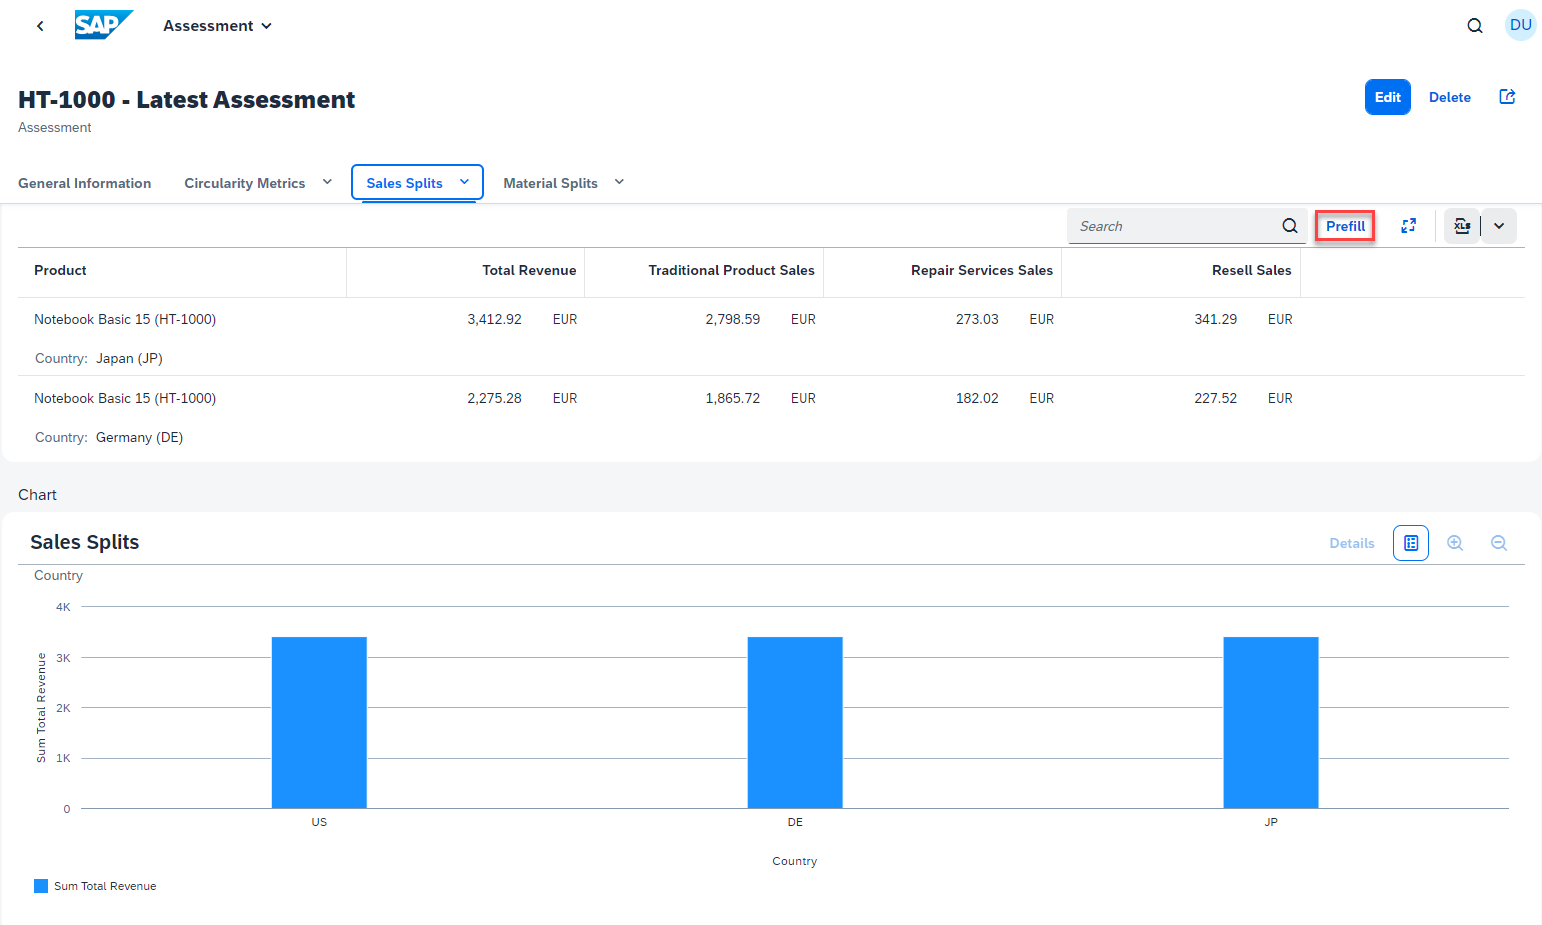 SAP Assessment DU
HT-1000 - Latest Assessment
Edit Delete
Assessment
General Information Circularity Metrics Sales Splits Material Splits
Search Prefill XLS
Product Total Revenue Traditional Product Sales Repair Services Sales Resell Sales
Notebook Basic 15 (HT-1000) 3,412.92 EUR 2,798.59 EUR 273.03 EUR 341.29 EUR
Country: Japan (JP)
Notebook Basic 15 (HT-1000) 2,275.28 EUR 1,865.72 EUR 182.02 EUR 227.52 EUR
Country: Germany (DE)
Chart
Sales Splits Details
Country
4K
3K
2K
1K
0
Sum Total Revenue
US DE JP
Country
Sum Total Revenue